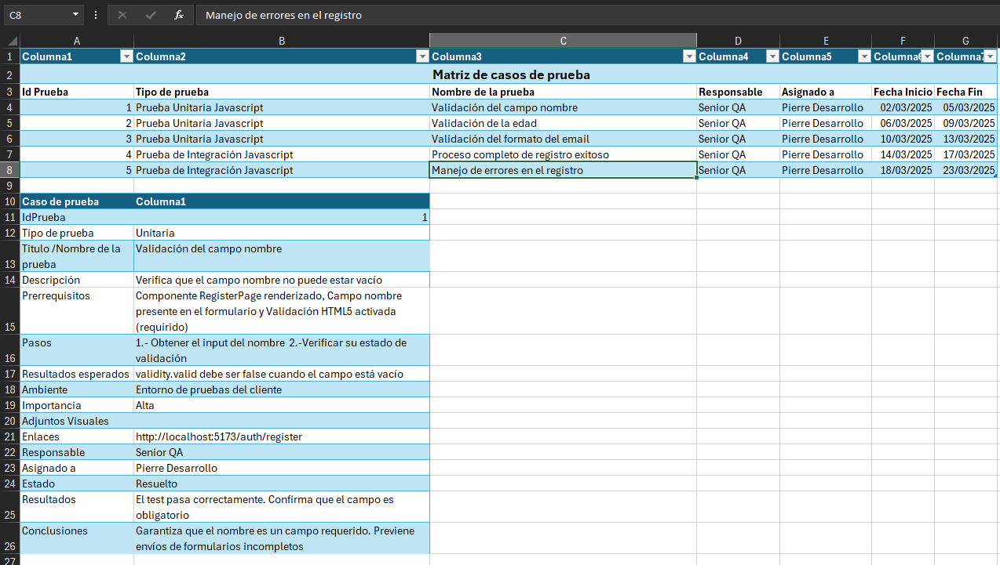 C8 fx Manejo de errores en el registro
A B C D E F G
1 Columna1 Columna2 Columna3 Columna4 Columna5 Columna6 Columna7
2 Matriz de casos de prueba
3 Id Prueba Tipo de prueba Nombre de la prueba Responsable Asignado a Fecha Inicio Fecha Fin
4 1 Prueba Unitaria Javascript Validación del campo nombre Senior QA Pierre Desarrollo 02/03/2025 05/03/2025
5 2 Prueba Unitaria Javascript Validación de la edad Senior QA Pierre Desarrollo 06/03/2025 09/03/2025
6 3 Prueba Unitaria Javascript Validación del formato del email Senior QA Pierre Desarrollo 10/03/2025 13/03/2025
7 4 Prueba de Integración Javascript Proceso completo de registro exitoso Senior QA Pierre Desarrollo 14/03/2025 17/03/2025
8 5 Prueba de Integración Javascript Manejo de errores en el registro Senior QA Pierre Desarrollo 18/03/2025 23/03/2025
9
10 Caso de prueba Columna1
11 IdPrueba 1
12 Tipo de prueba Unitaria
Titulo /Nombre de la Validación del campo nombre
13 prueba
14 Descripción Verifica que el campo nombre no puede estar vacío
Prerrequisitos Componente RegisterPage renderizado, Campo nombre
presente en el formulario y Validación HTML5 activada
15 (requirido)
Pasos 1.- Obtener el input del nombre 2.-Verificar su estado de
16 validación
17 Resultados esperados validity.valid debe ser false cuando el campo está vacío
18 Ambiente Entorno de pruebas del cliente
19 Importancia Alta
20 Adjuntos Visuales
21 Enlaces http://localhost:5173/auth/register
22 Responsable Senior QA
23 Asignado a Pierre Desarrollo
24 Estado Resuelto
Resultados El test pasa correctamente. Confirma que el campo es
25 obligatorio
Conclusiones Garantiza que el nombre es un campo requerido. Previene
26 envíos de formularios incompletos
27